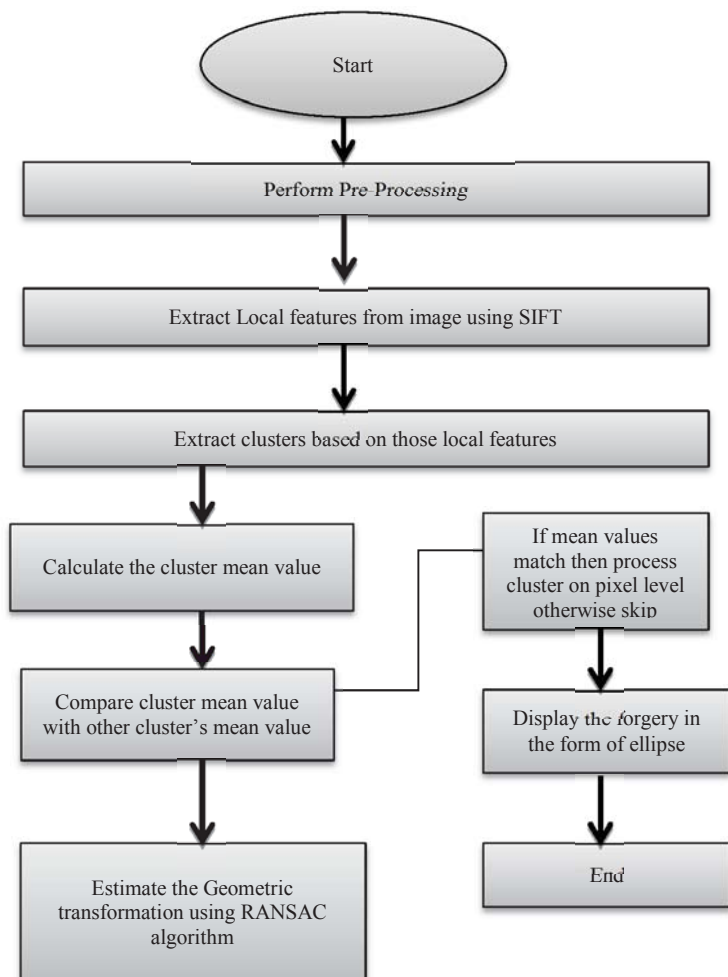 Start
Perform Pre-Processing
Extract Local features from image using SIFT
Extract clusters based on those local features
Calculate the cluster mean value
Compare cluster mean value
with other cluster's mean value
Estimate the Geometric
transformation using RANSAC
algorithm
If mean values
match then process
cluster on pixel level
otherwise skip
Display the forgery in
the form of ellipse
End